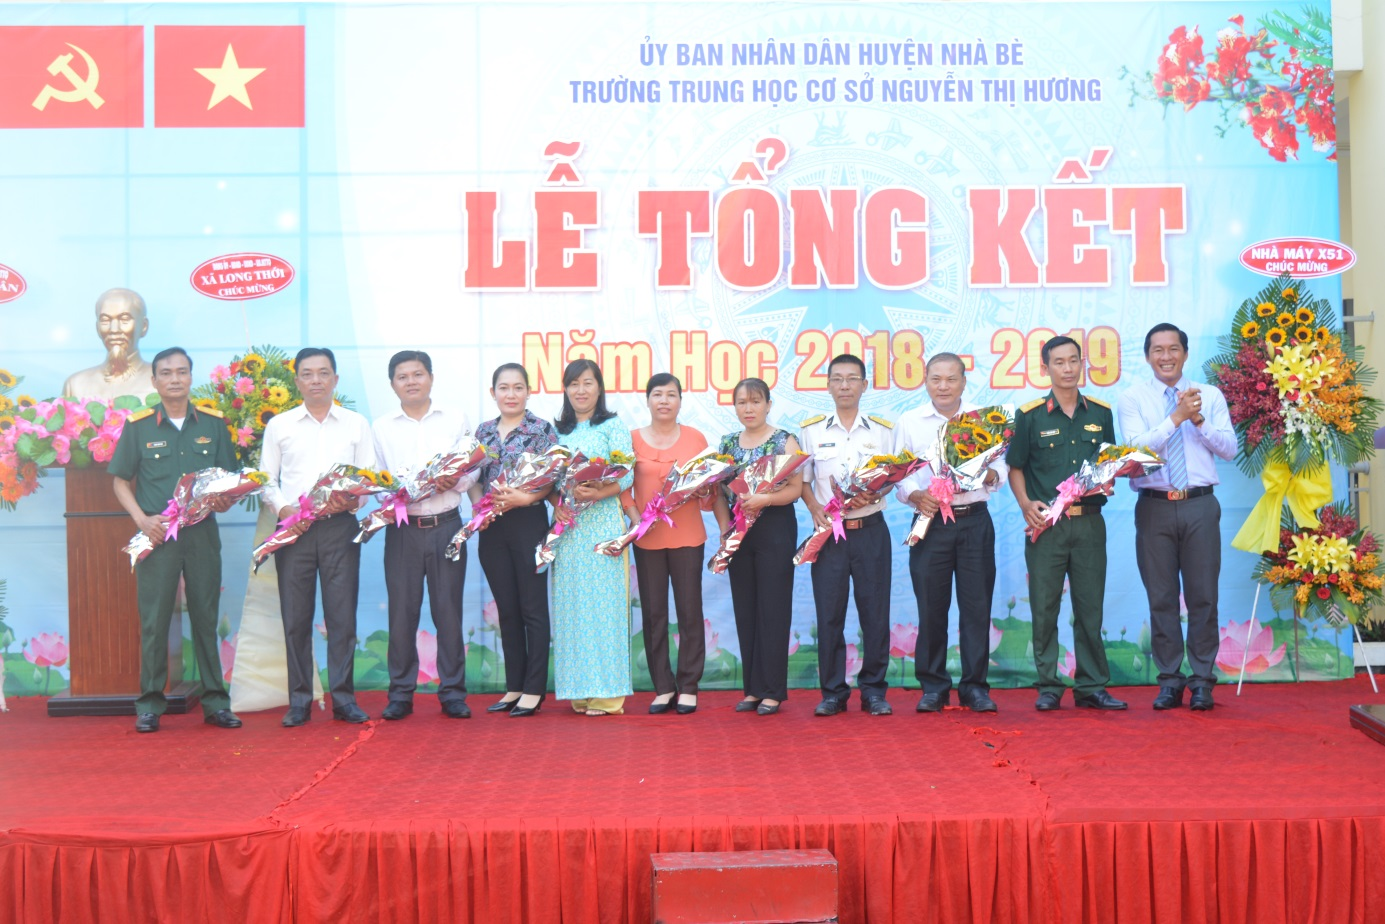 ỦY BAN NHÂN DÂN HUYỆN NHÀ BÈ
TRƯỜNG TRUNG HỌC CƠ SỞ NGUYỄN THỊ HƯƠNG
LỄ TỔNG KẾT
Năm Học 2018 - 2019
XÃ LONG THỚI
CHÚC MỪNG
NHÀ MÁY X51
CHÚC MỪNG